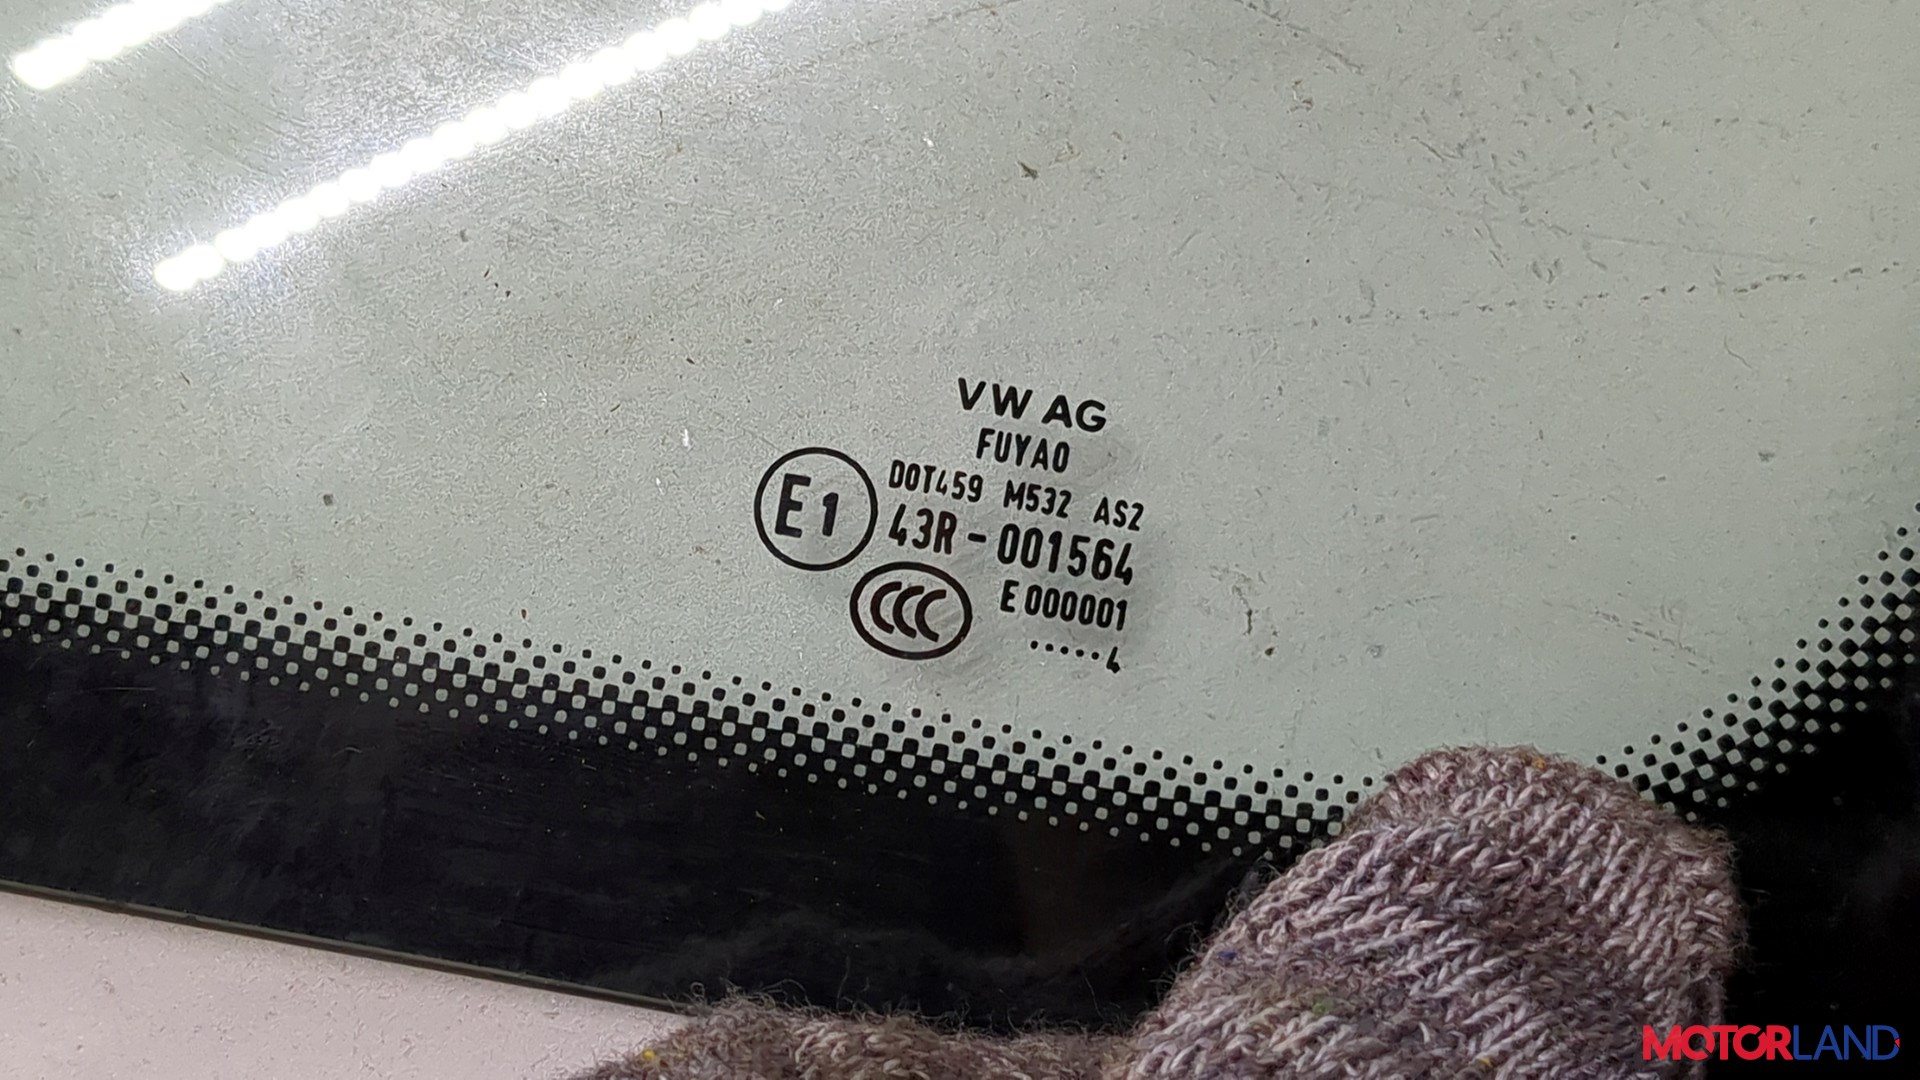 VW AG
FUYAO
DOT459 M532 AS2
E1
43R-001564
CCC
E000001
.....4
MOTORLAND